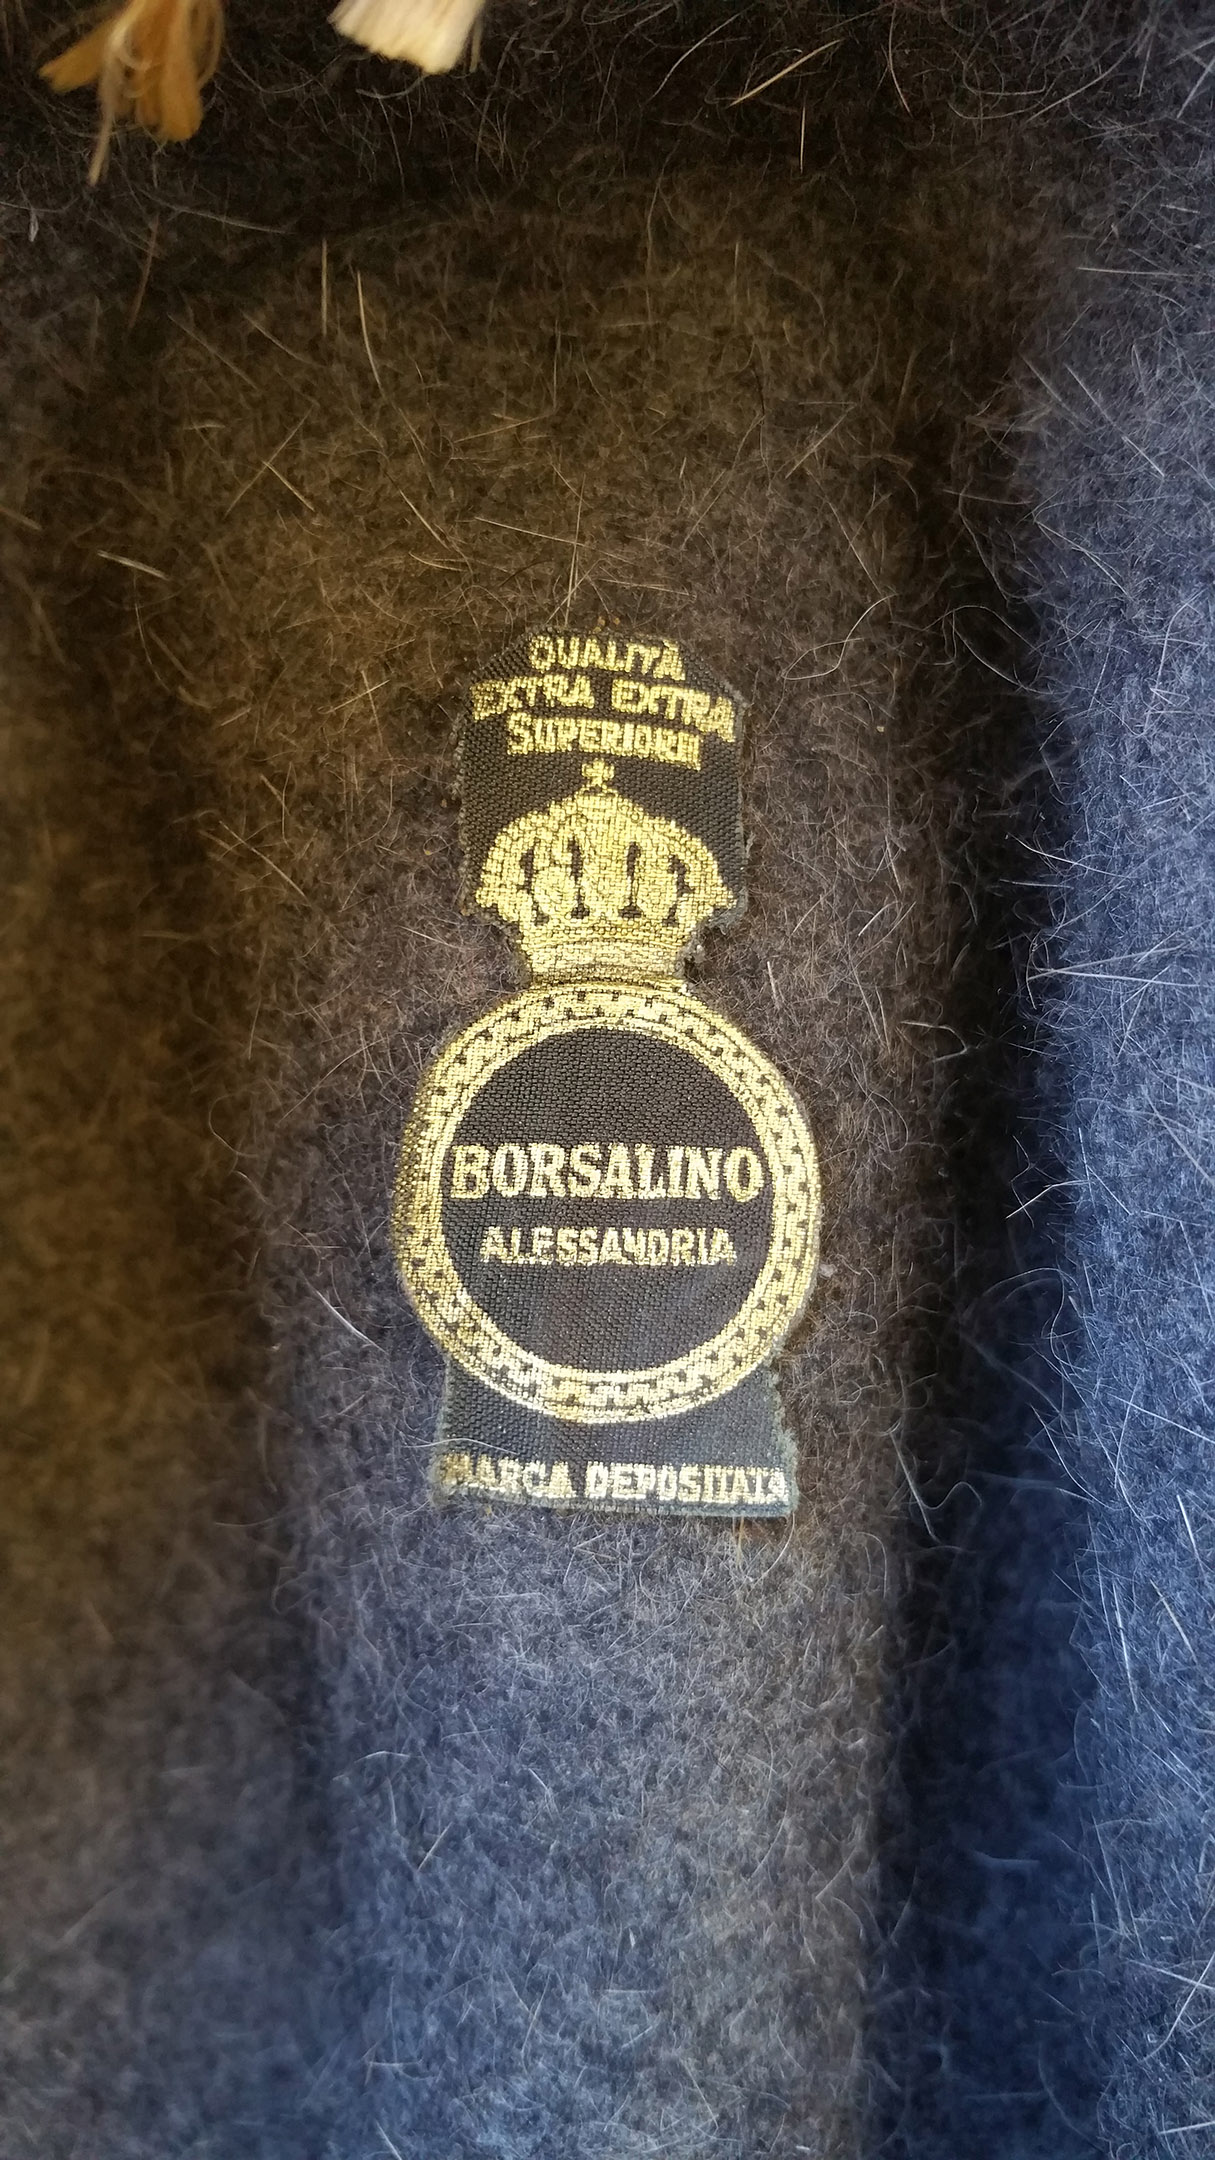 QUALITÀ
EXTRA EXTRA
SUPERIORE
BORSALINO
ALESSANDRIA
MARCA DEPOSITATA